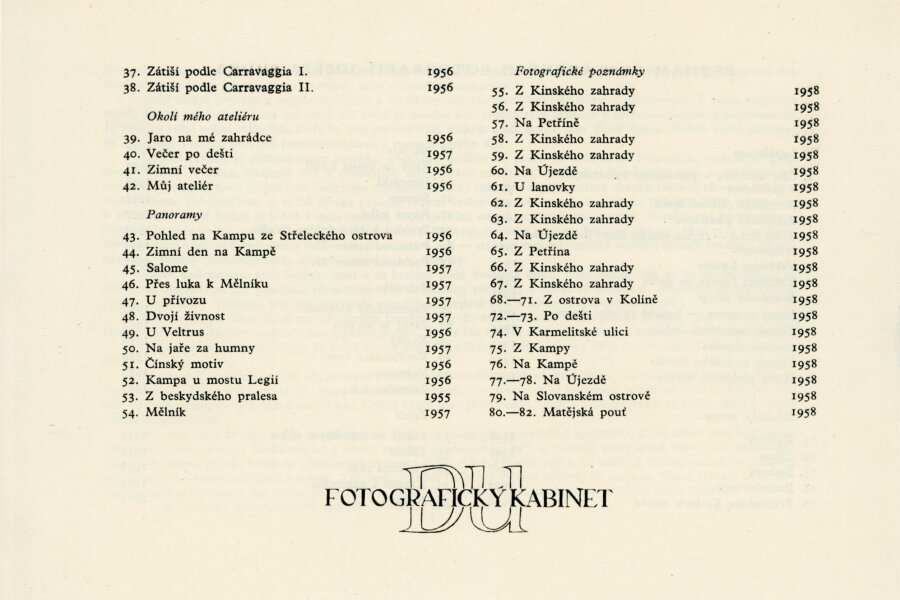 37. Zátiší podle Carravaggia I. 1956
38. Zátiší podle Carravaggia II. 1956
Okolí mého ateliéru
39. Jaro na mé zahrádce 1956
40. Večer po dešti 1957
41. Zimní večer 1956
42. Můj ateliér 1956
Panoramy
43. Pohled na Kampu ze Střeleckého ostrova 1956
44. Zimní den na Kampě 1956
45. Salome 1957
46. Přes luka k Mělníku 1957
47. U přívozu 1957
48. Dvojí živnost 1957
49. U Veltrus 1956
50. Na jaře za humny 1957
51. Čínský motiv 1956
52. Kampa u mostu Legií 1956
53. Z beskydského pralesa 1955
54. Mělník 1957
Fotografické poznámky
55. Z Kinského zahrady 1958
56. Z Kinského zahrady 1958
57. Na Petříně 1958
58. Z Kinského zahrady 1958
59. Z Kinského zahrady 1958
60. Na Újezdě 1958
61. U lanovky 1958
62. Z Kinského zahrady 1958
63. Z Kinského zahrady 1958
64. Na Újezdě 1958
65. Z Petřína 1958
66. Z Kinského zahrady 1958
67. Z Kinského zahrady 1958
68.—71. Z ostrova v Kolíně 1958
72.—73. Po dešti 1958
74. V Karmelitské ulici 1958
75. Z Kampy 1958
76. Na Kampě 1958
77.—78. Na Újezdě 1958
79. Na Slovanském ostrově 1958
80.—82. Matějská pouť 1958
DU
FOTOGRAFICKÝ KABINET